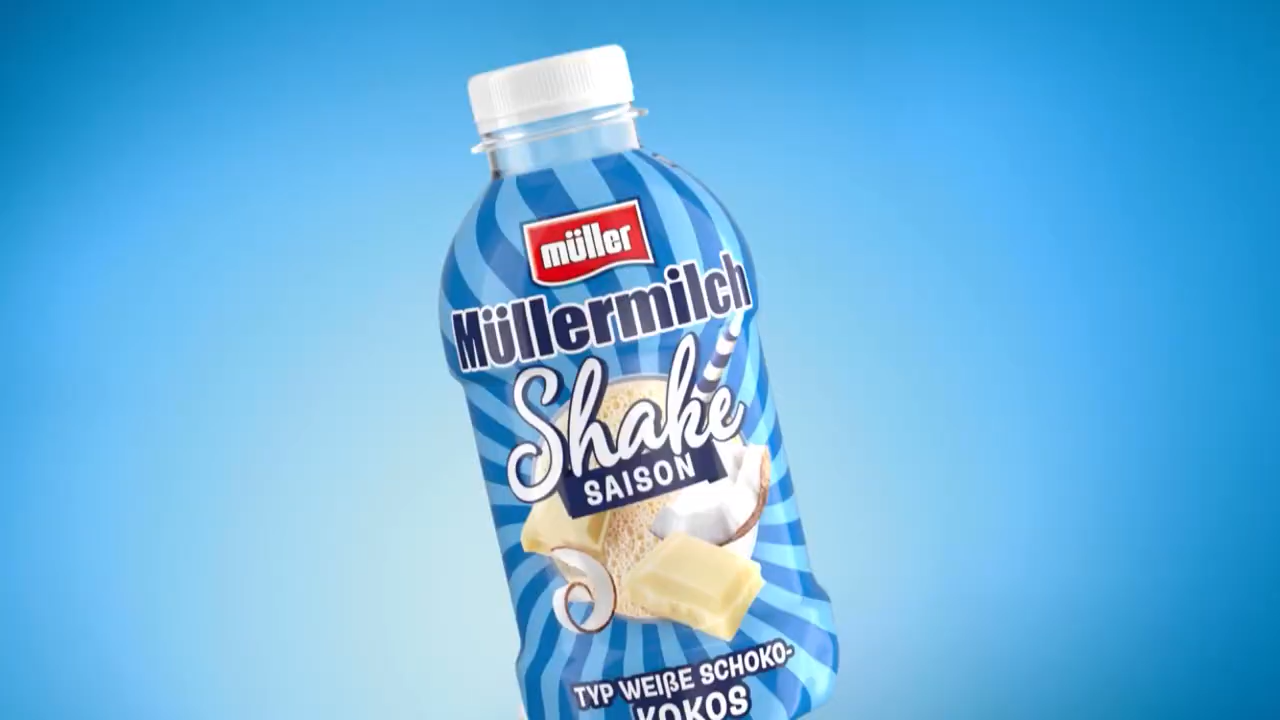 müller
Müllermilch
Shake
SAISON
TYP WEIßE SCHOKO-
KOKOS